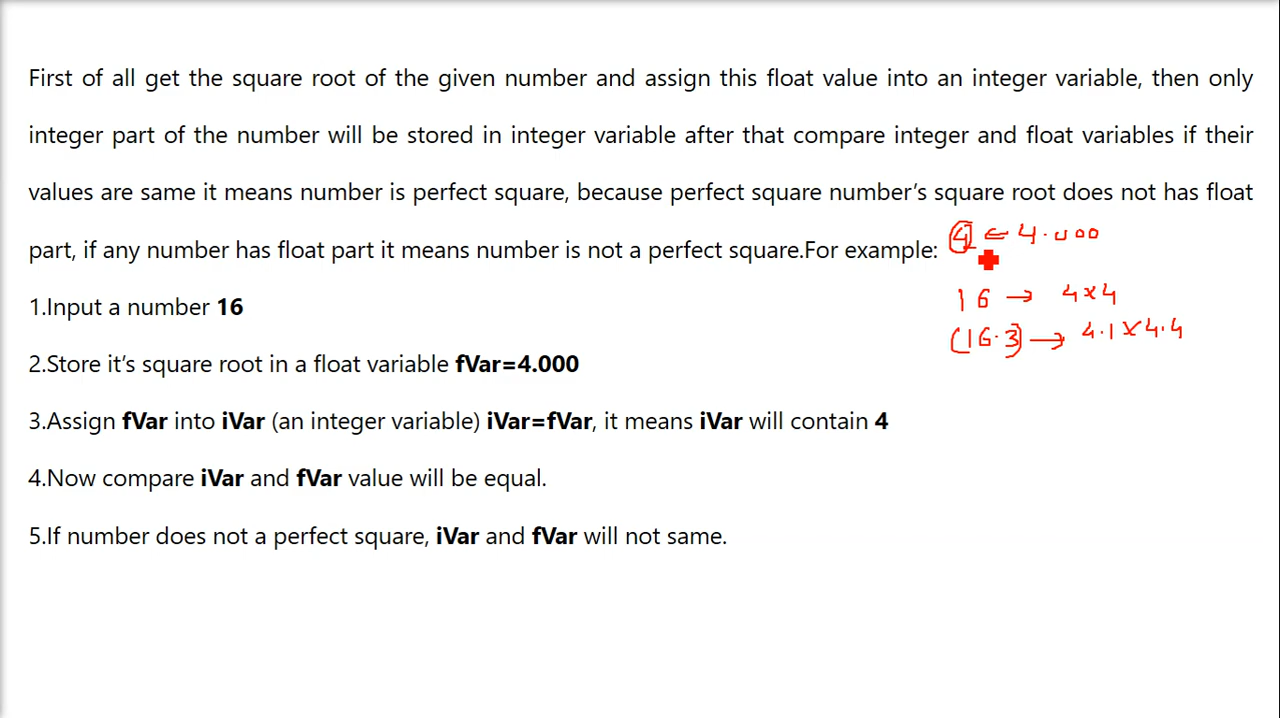 First of all get the square root of the given number and assign this float value into an integer variable, then only
integer part of the number will be stored in integer variable after that compare integer and float variables if their
values are same it means number is perfect square, because perfect square number’s square root does not has float
part, if any number has float part it means number is not a perfect square.For example:
4 ← 4.000
1.Input a number 16
16 → 4×4
(16.3) → 4.1×4.4
2.Store it’s square root in a float variable fVar=4.000
3.Assign fVar into iVar (an integer variable) iVar=fVar, it means iVar will contain 4
4.Now compare iVar and fVar value will be equal.
5.If number does not a perfect square, iVar and fVar will not same.